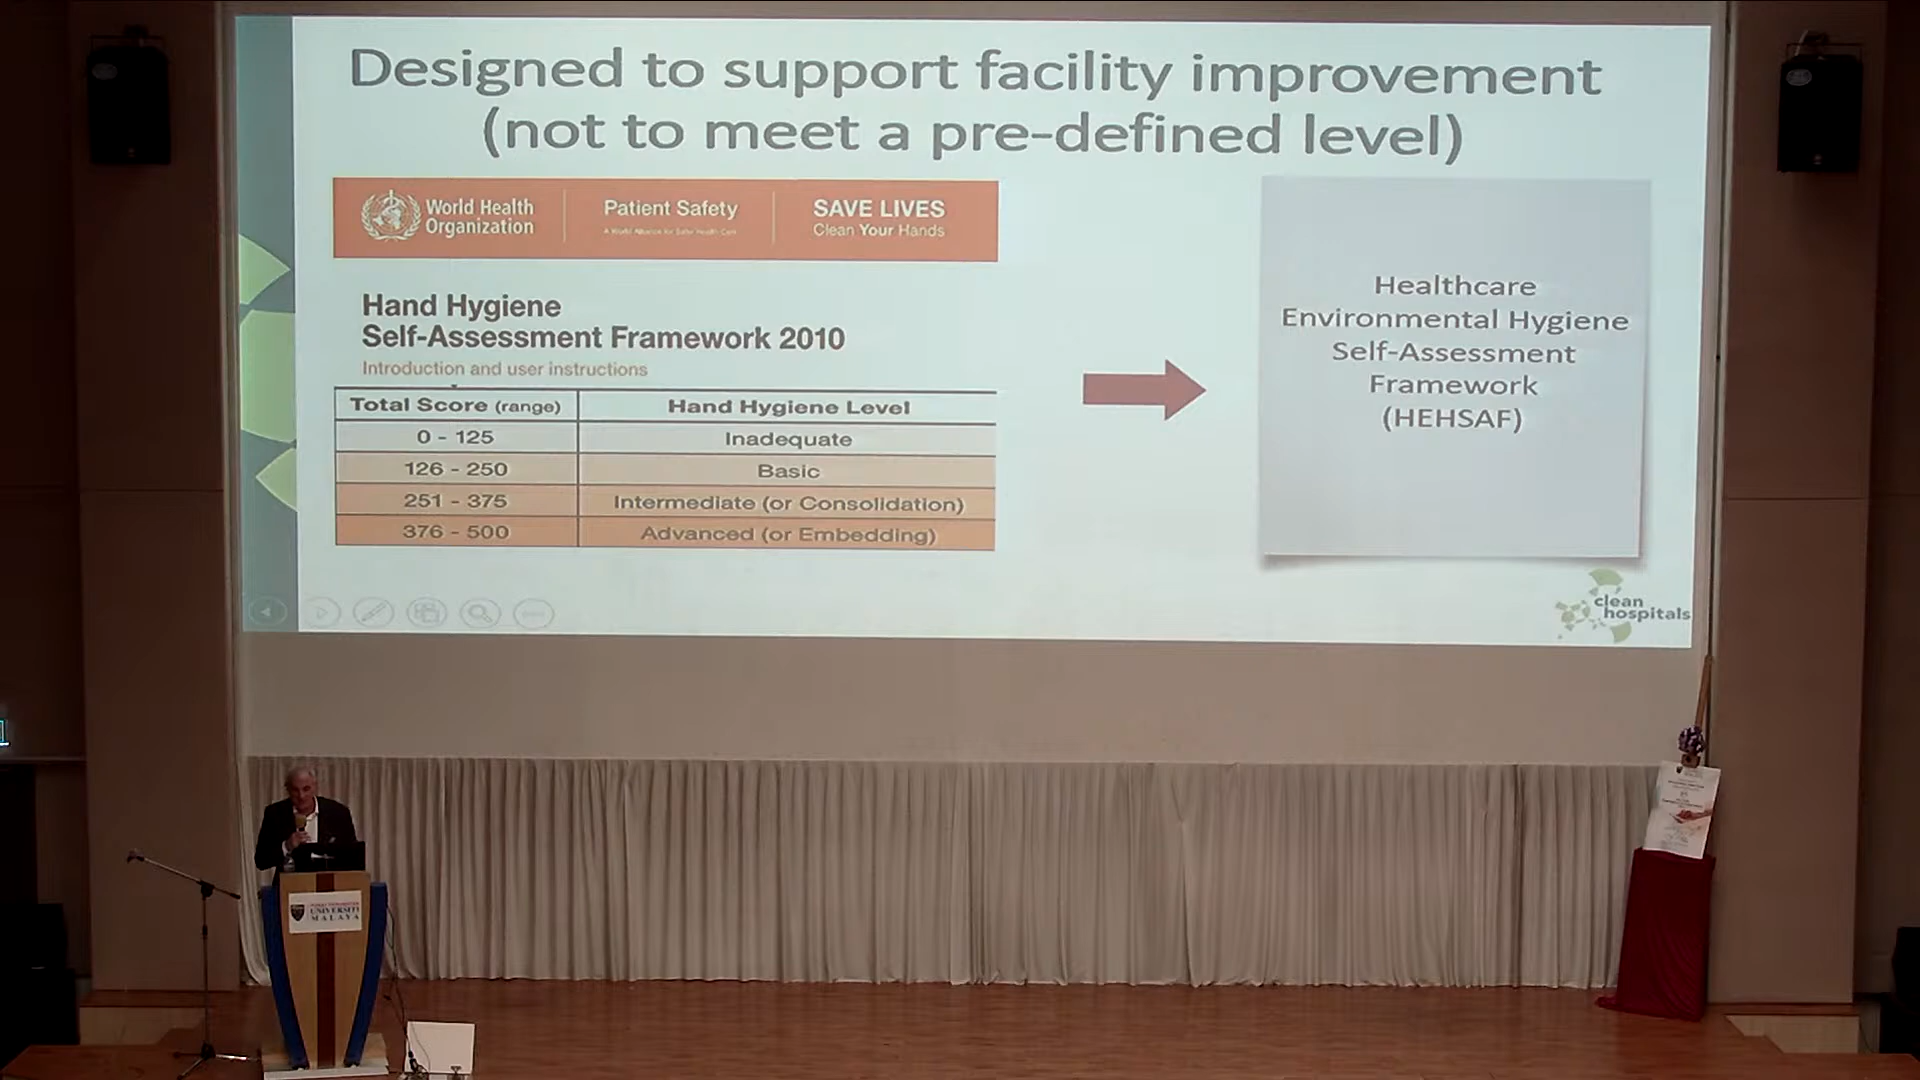 Designed to support facility improvement
(not to meet a pre-defined level)
World Health
Organization
Patient Safety
A World Alliance for Safer Health Care
SAVE LIVES
Clean Your Hands
Hand Hygiene
Self-Assessment Framework 2010
Introduction and user instructions
Total Score (range) Hand Hygiene Level
0 - 125 Inadequate
126 - 250 Basic
251 - 375 Intermediate (or Consolidation)
376 - 500 Advanced (or Embedding)
Healthcare
Environmental Hygiene
Self-Assessment
Framework
(HEHSAF)
clean
hospitals
UNIVERSITI
MALAYA